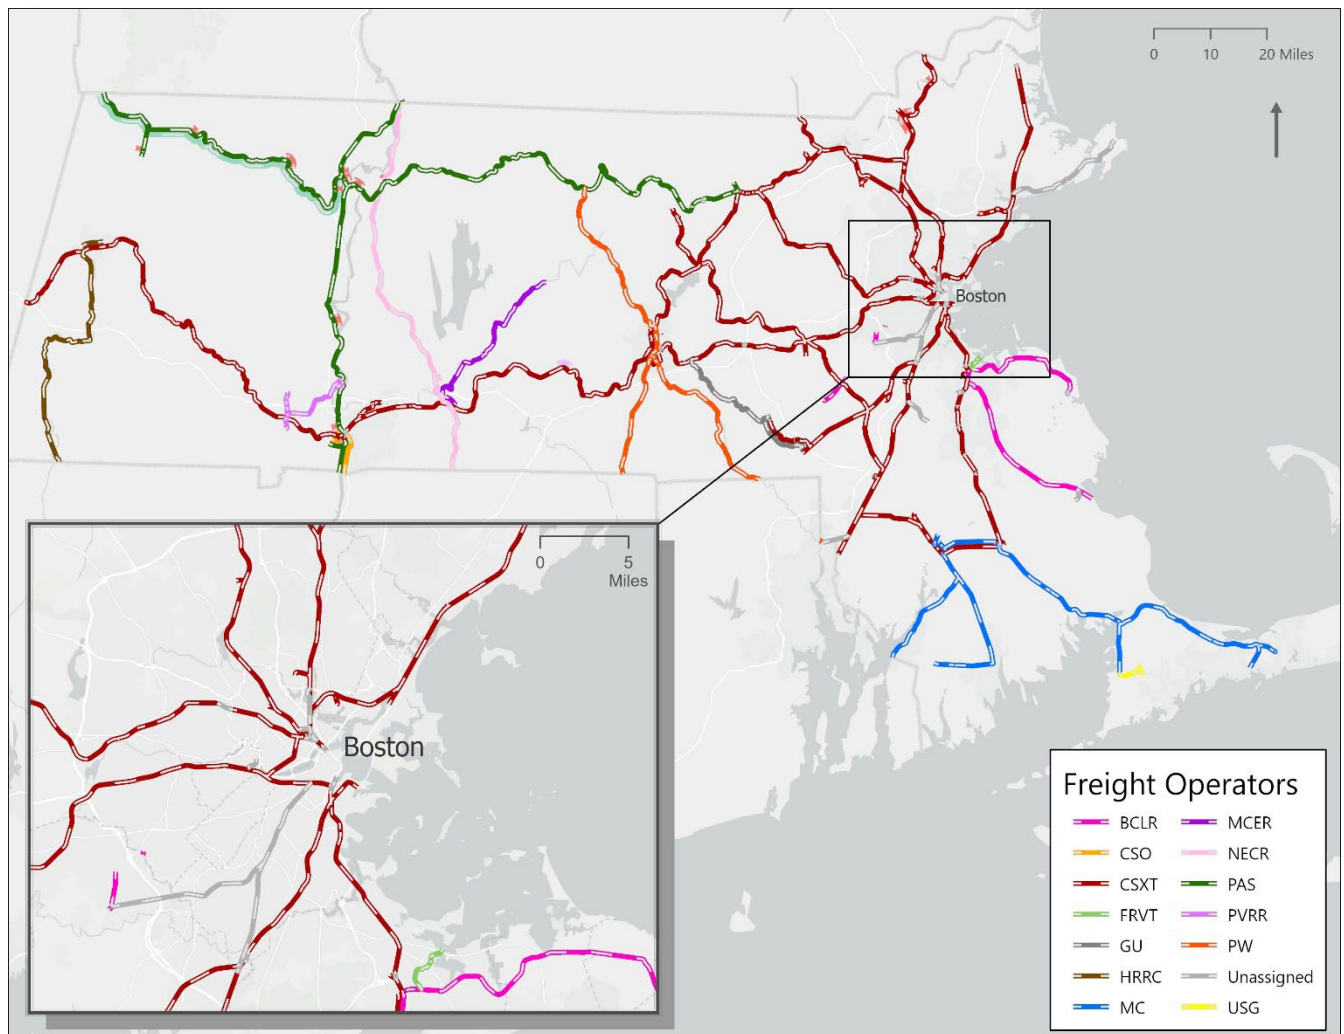 0 10 20 Miles
Boston
0 5
Miles
Boston
Freight Operators
BCLR MCER
CSO NECR
CSXT PAS
FRVT PVRR
GU PW
HRRC Unassigned
MC USG